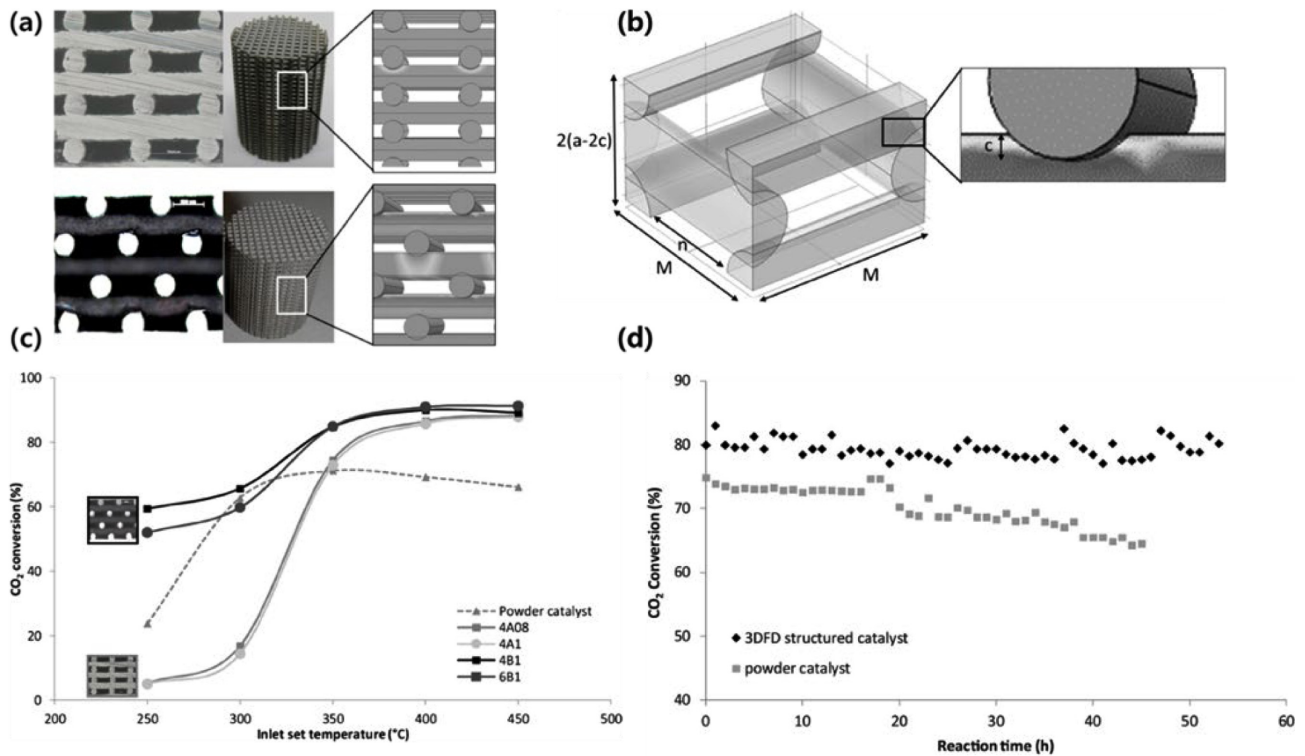 (a)
(b)
2(a-2c)
n
M
M
c
(c)
CO₂ conversion (%)
100
80
60
40
20
0
200
250
300
350
400
450
500
Inlet set temperature (°C)
Powder catalyst
4A08
4A1
4B1
6B1
(d)
CO₂ Conversion (%)
90
80
70
60
50
40
0
10
20
30
40
50
60
Reaction time (h)
3DFD structured catalyst
powder catalyst